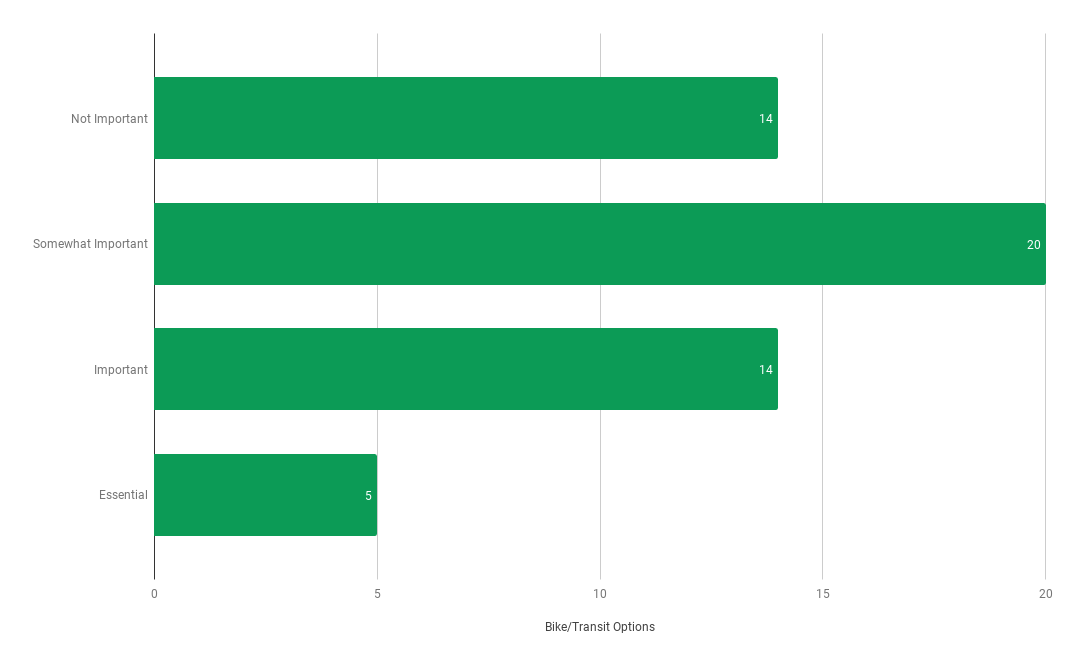 Not Important
14
Somewhat Important
20
Important
14
Essential
5
0 5 10 15 20
Bike/Transit Options